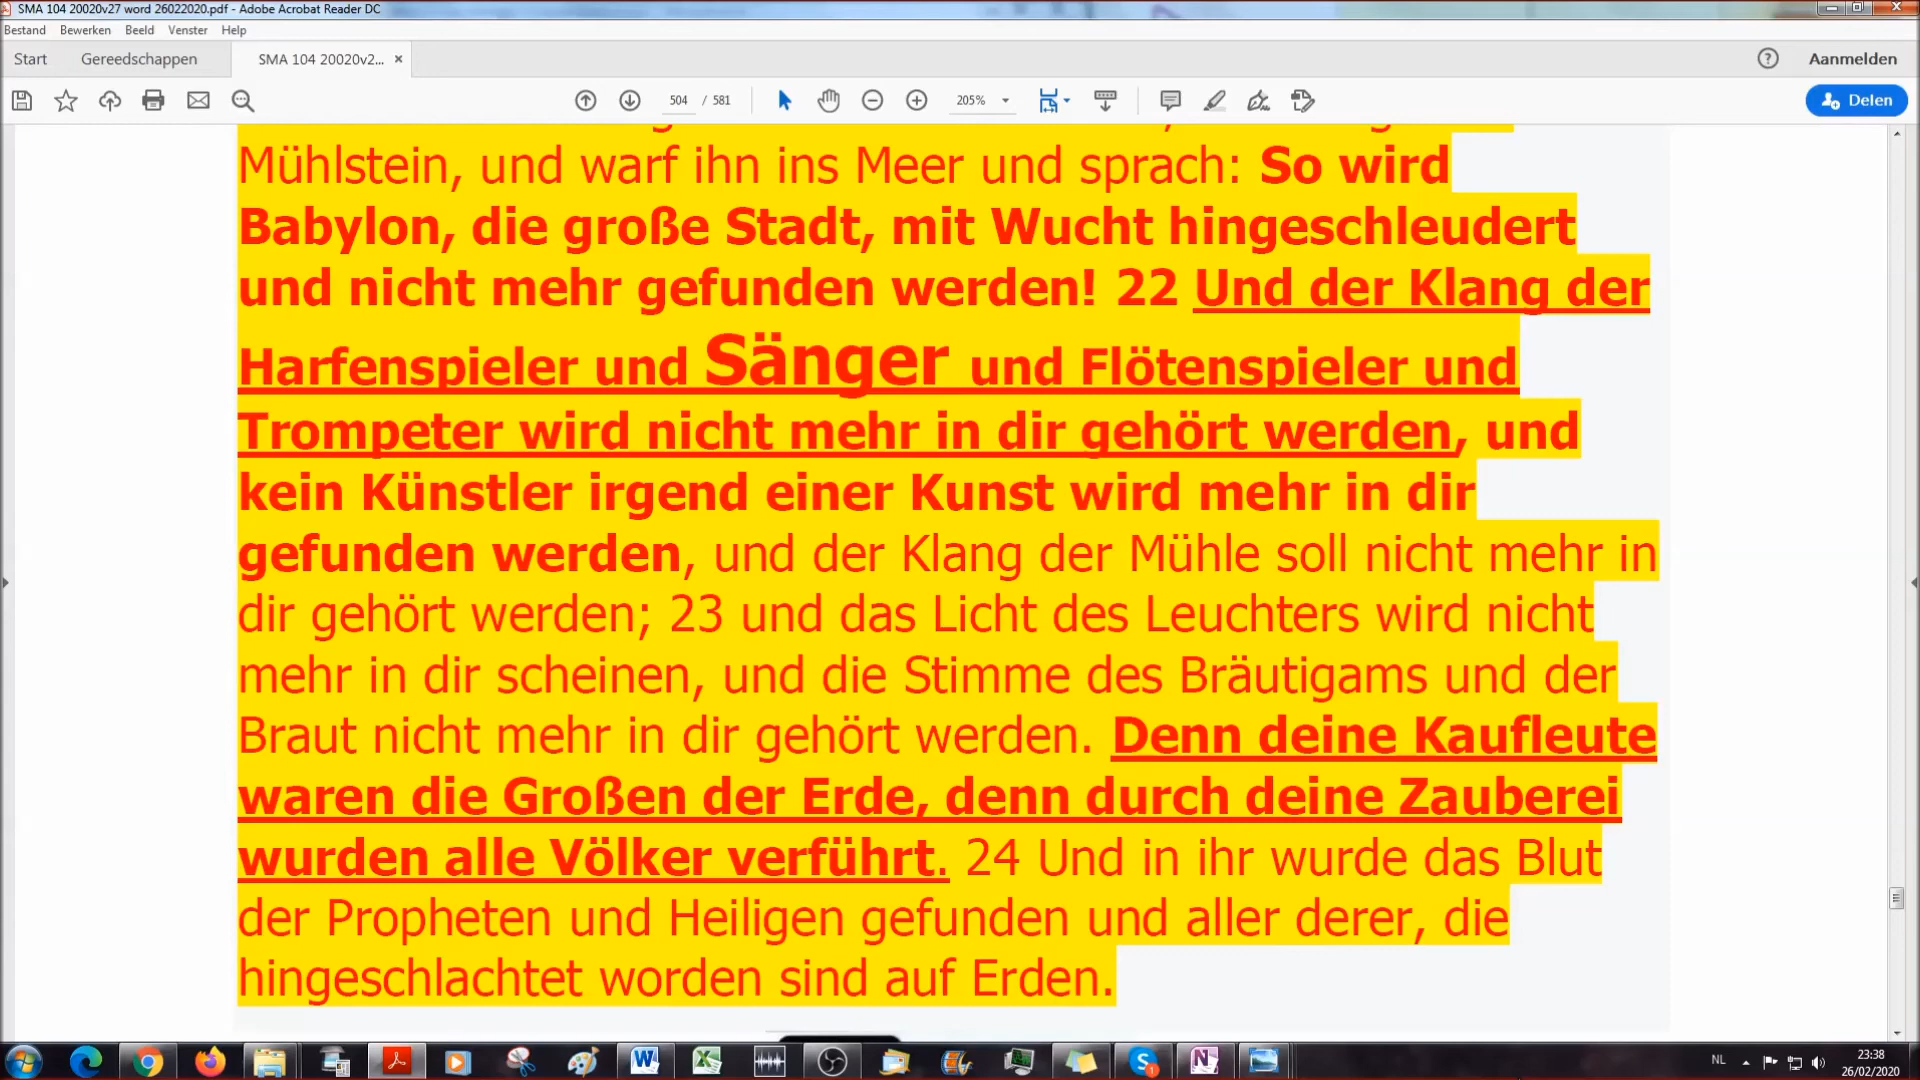 SMA 104 20020v27 word 26022020.pdf - Adobe Acrobat Reader DC
Bestand Bewerken Beeld Venster Help
Start Gereedschappen SMA 104 20020v2... × Aanmelden
504 / 581 205% Delen
Mühlstein, und warf ihn ins Meer und sprach: So wird
Babylon, die große Stadt, mit Wucht hingeschleudert
und nicht mehr gefunden werden! 22 Und der Klang der
Harfenspieler und Sänger und Flötenspieler und
Trompeter wird nicht mehr in dir gehört werden, und
kein Künstler irgend einer Kunst wird mehr in dir
gefunden werden, und der Klang der Mühle soll nicht mehr in
dir gehört werden; 23 und das Licht des Leuchters wird nicht
mehr in dir scheinen, und die Stimme des Bräutigams und der
Braut nicht mehr in dir gehört werden. Denn deine Kaufleute
waren die Großen der Erde, denn durch deine Zauberei
wurden alle Völker verführt. 24 Und in ihr wurde das Blut
der Propheten und Heiligen gefunden und aller derer, die
hingeschlachtet worden sind auf Erden.
NL 23:38
26/02/2020